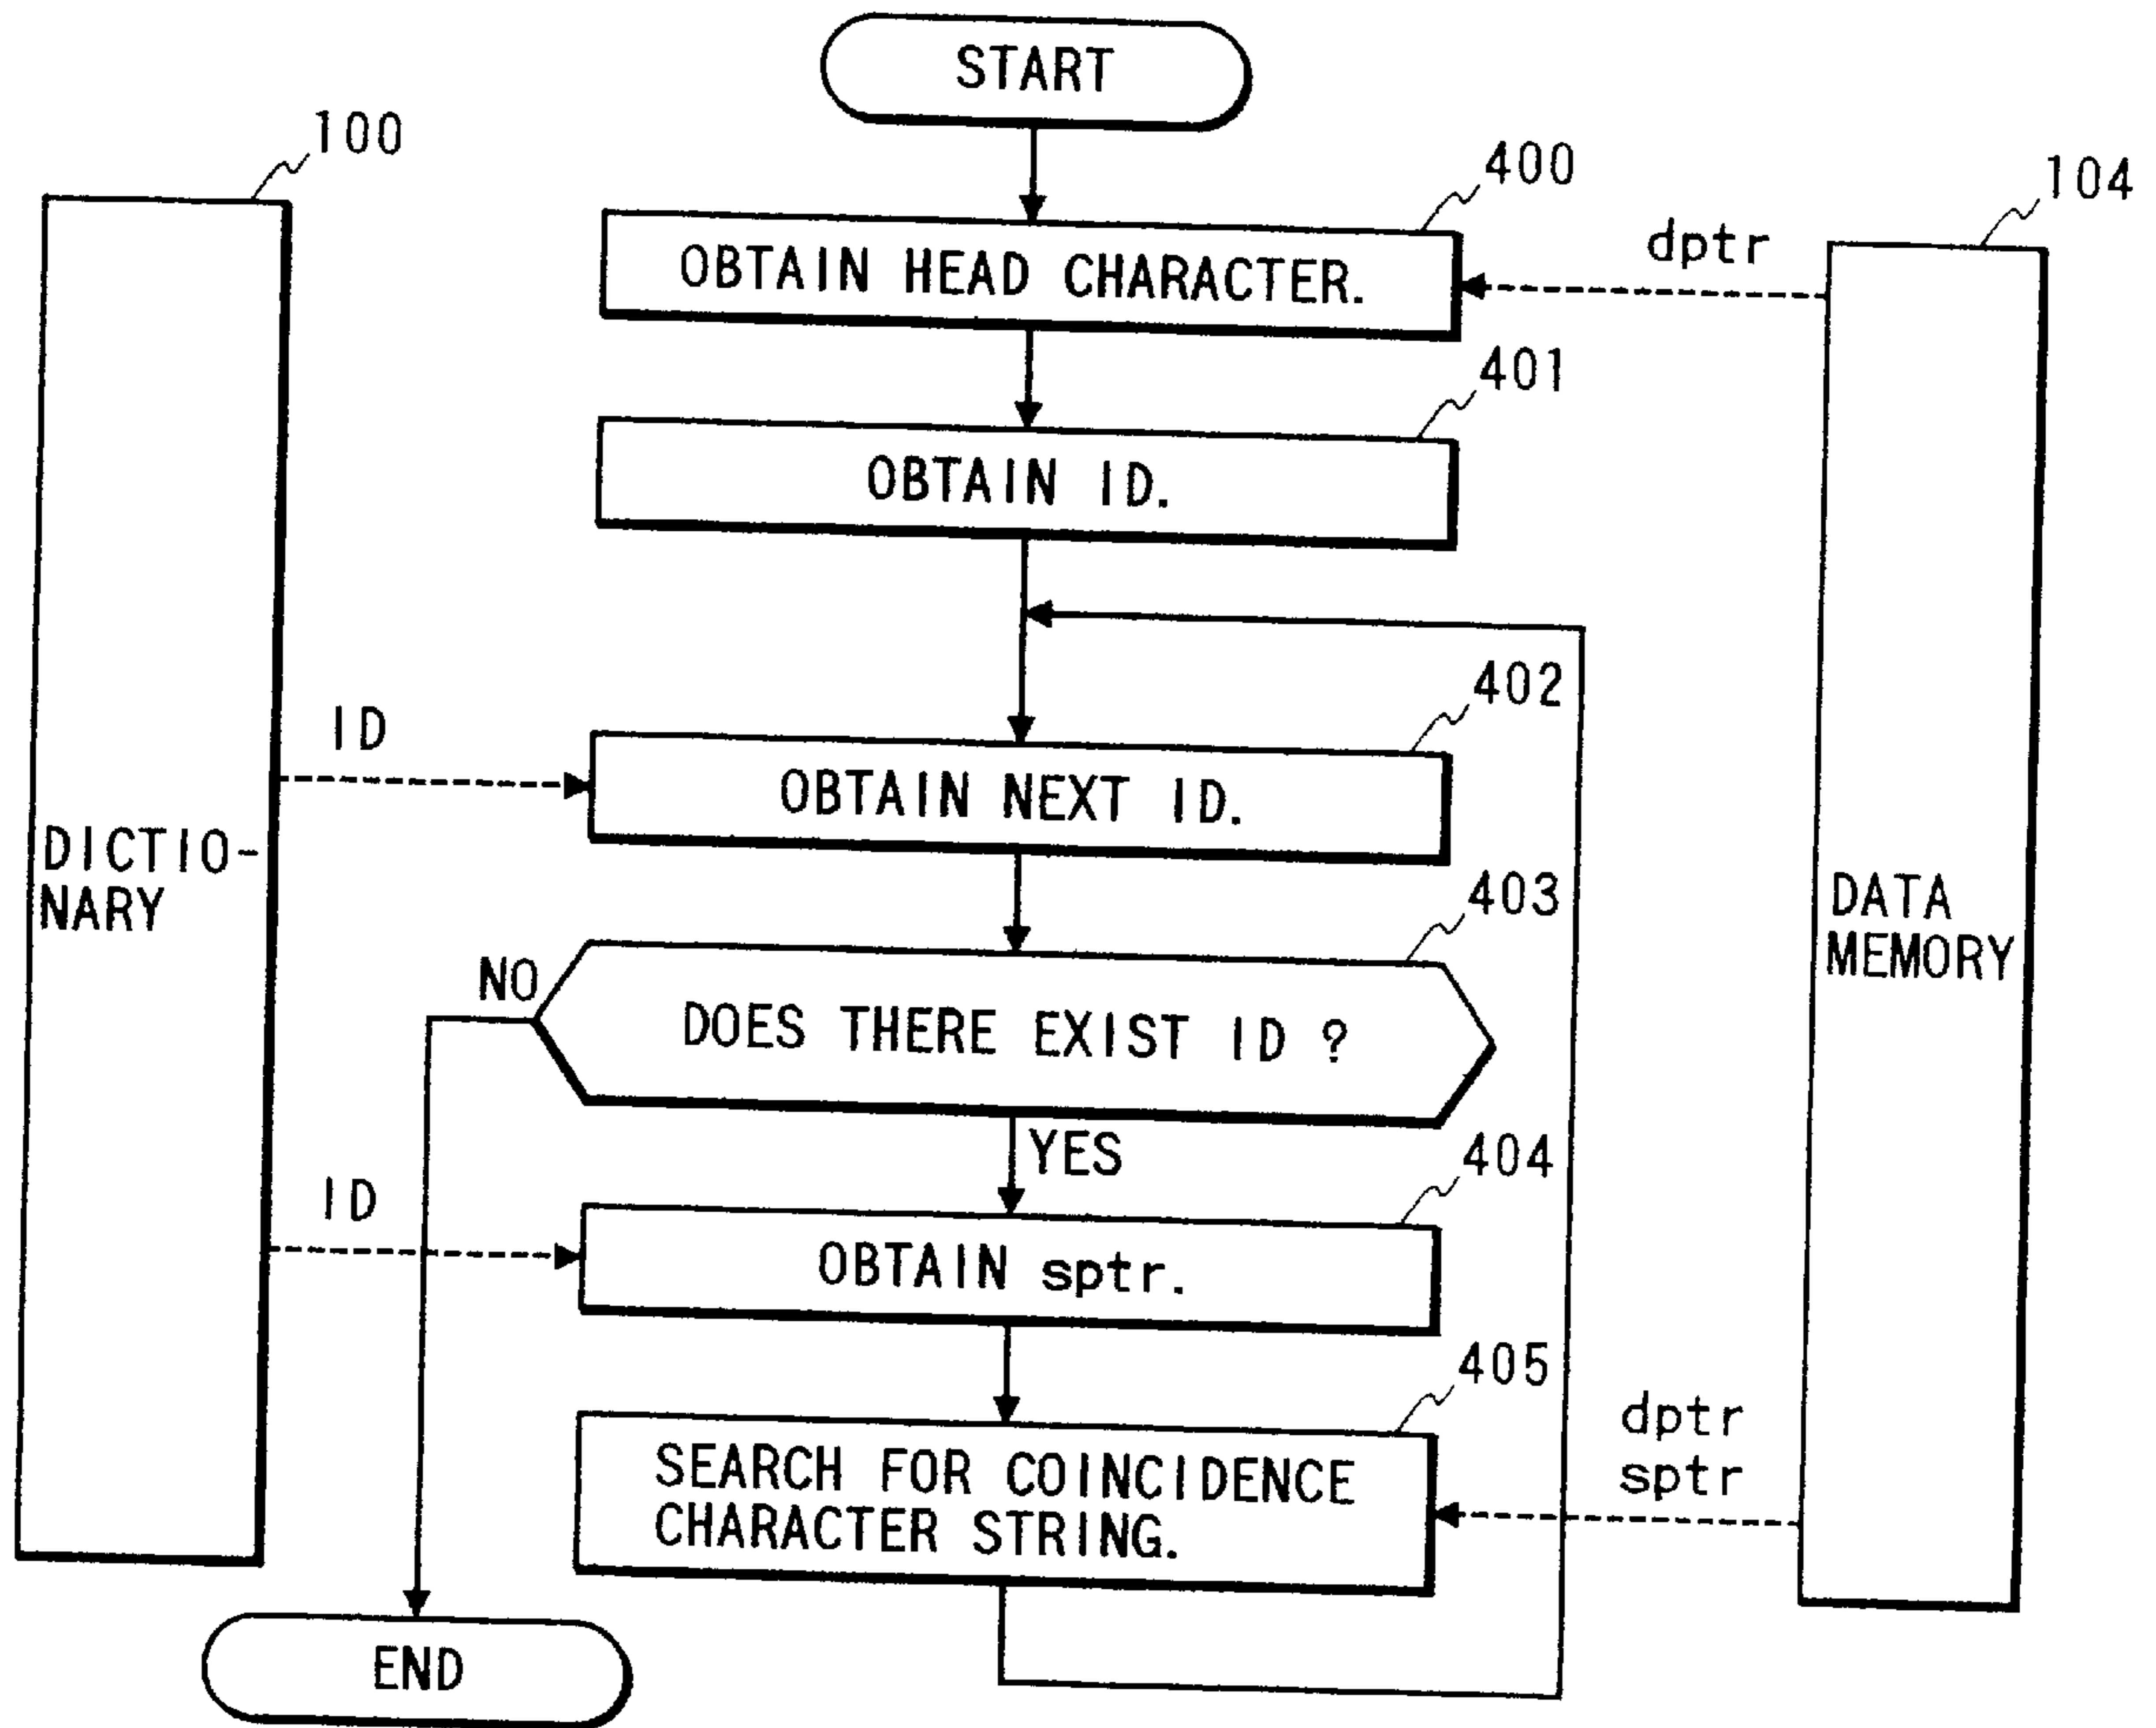 START
100
400
104
OBTAIN HEAD CHARACTER.
dptr
401
OBTAIN ID.
402
ID
OBTAIN NEXT ID.
DICTIO-
NARY
403
DATA
MEMORY
NO
DOES THERE EXIST ID ?
YES
404
ID
OBTAIN sptr.
405
dptr
sptr
SEARCH FOR COINCIDENCE
CHARACTER STRING.
END